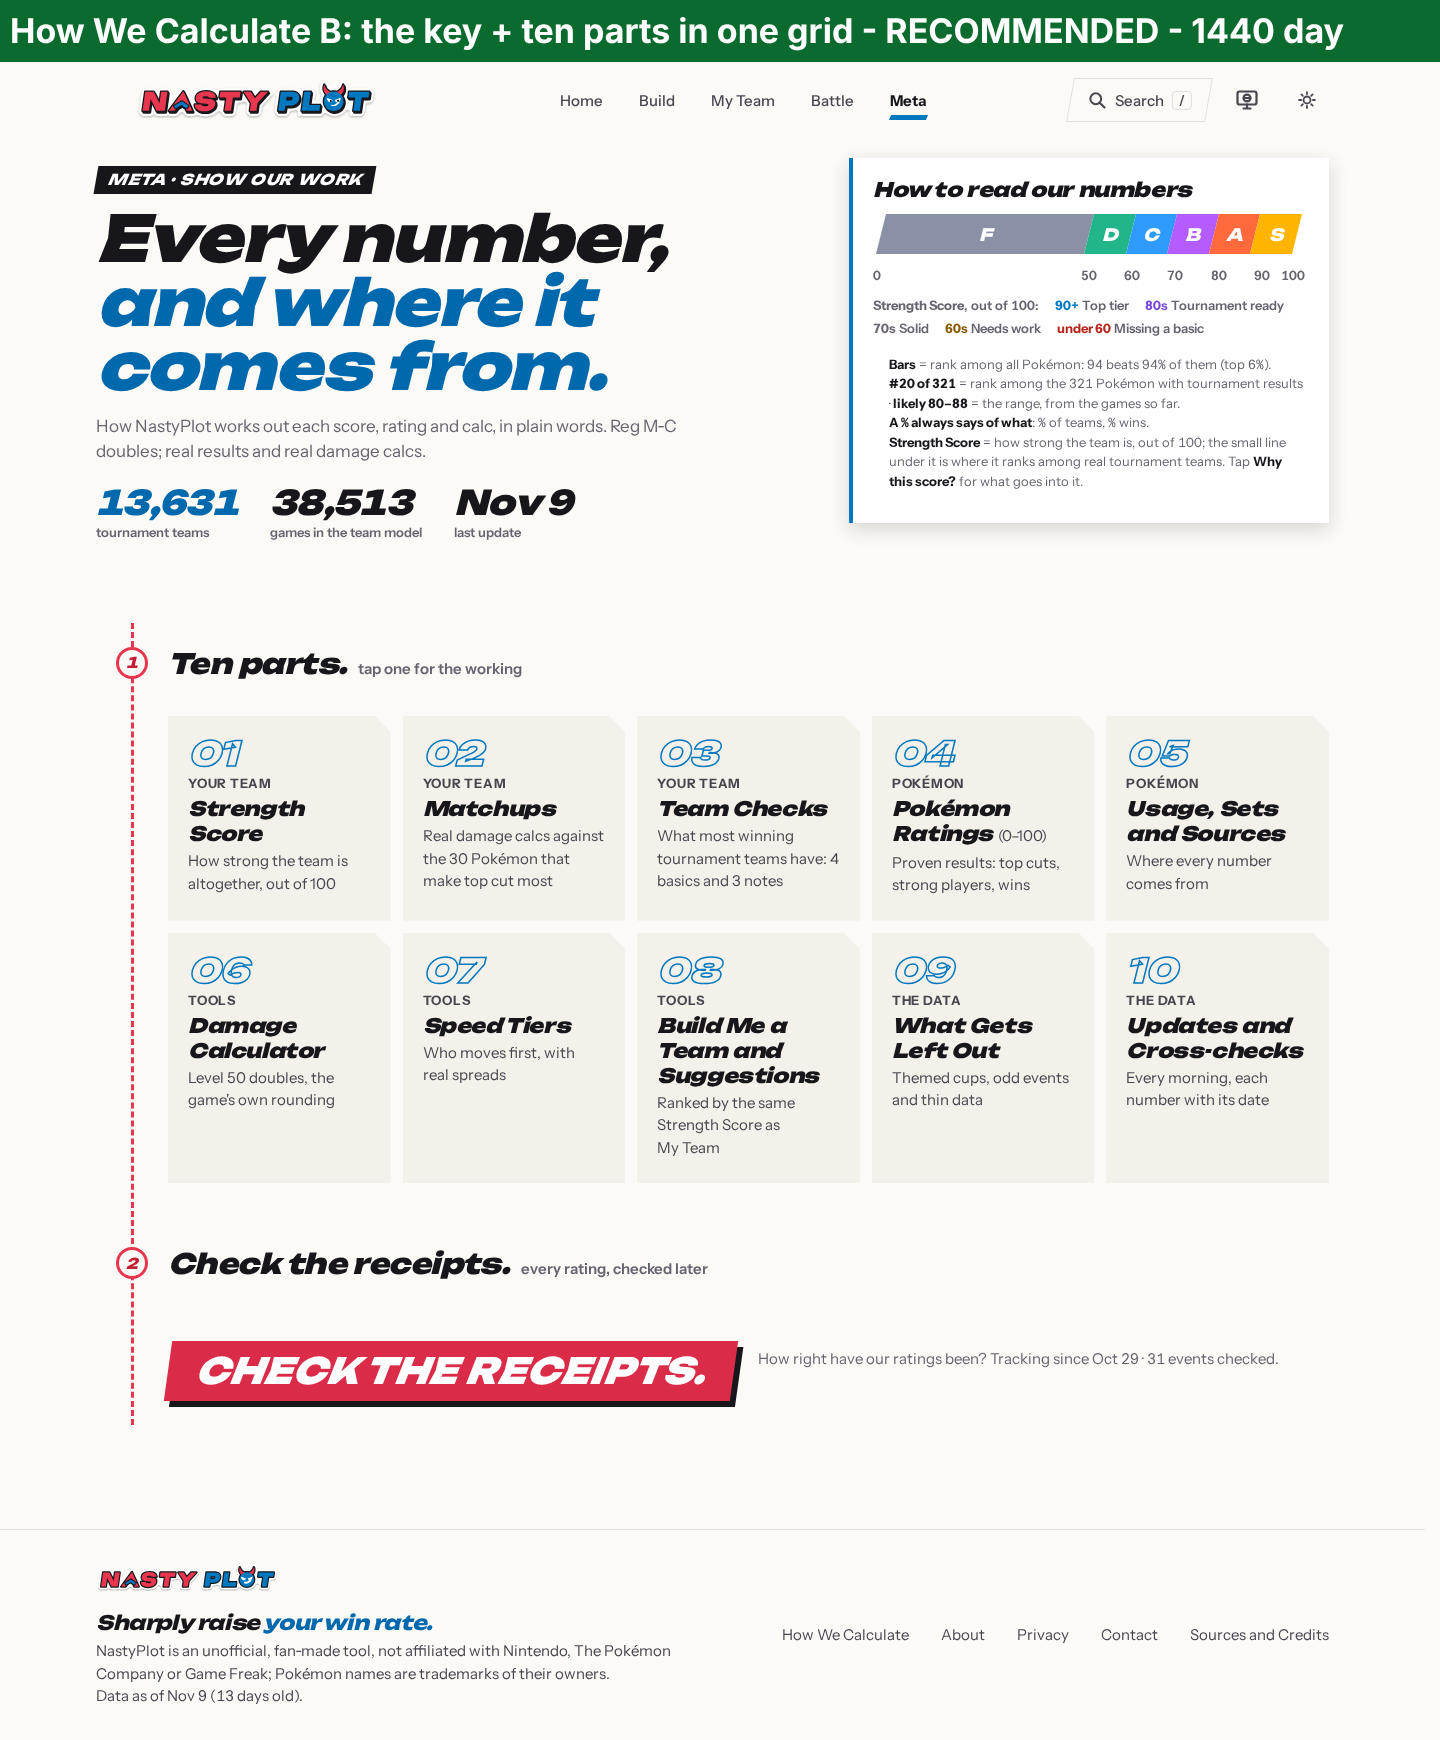 How We Calculate B: the key + ten parts in one grid - RECOMMENDED - 1440 day
NASTY PLOT
Home
Build
My Team
Battle
Meta
Search /
META · SHOW OUR WORK
Every number,
and where it
comes from.
How NastyPlot works out each score, rating and calc, in plain words. Reg M-C
doubles; real results and real damage calcs.
13,631
tournament teams
38,513
games in the team model
Nov 9
last update
How to read our numbers
F D C B A S
0 50 60 70 80 90 100
Strength Score, out of 100: 90+ Top tier 80s Tournament ready
70s Solid 60s Needs work under 60 Missing a basic
Bars = rank among all Pokémon: 94 beats 94% of them (top 6%).
#20 of 321 = rank among the 321 Pokémon with tournament results
· likely 80–88 = the range, from the games so far.
A % always says of what: % of teams, % wins.
Strength Score = how strong the team is, out of 100; the small line
under it is where it ranks among real tournament teams. Tap Why
this score? for what goes into it.
1
Ten parts. tap one for the working
01
YOUR TEAM
Strength
Score
How strong the team is
altogether, out of 100
02
YOUR TEAM
Matchups
Real damage calcs against
the 30 Pokémon that
make top cut most
03
YOUR TEAM
Team Checks
What most winning
tournament teams have: 4
basics and 3 notes
04
POKÉMON
Pokémon
Ratings (0–100)
Proven results: top cuts,
strong players, wins
05
POKÉMON
Usage, Sets
and Sources
Where every number
comes from
06
TOOLS
Damage
Calculator
Level 50 doubles, the
game's own rounding
07
TOOLS
Speed Tiers
Who moves first, with
real spreads
08
TOOLS
Build Me a
Team and
Suggestions
Ranked by the same
Strength Score as
My Team
09
THE DATA
What Gets
Left Out
Themed cups, odd events
and thin data
10
THE DATA
Updates and
Cross-checks
Every morning, each
number with its date
2
Check the receipts. every rating, checked later
CHECK THE RECEIPTS.
How right have our ratings been? Tracking since Oct 29 · 31 events checked.
NASTY PLOT
Sharply raise your win rate.
NastyPlot is an unofficial, fan-made tool, not affiliated with Nintendo, The Pokémon
Company or Game Freak; Pokémon names are trademarks of their owners.
Data as of Nov 9 (13 days old).
How We Calculate
About
Privacy
Contact
Sources and Credits